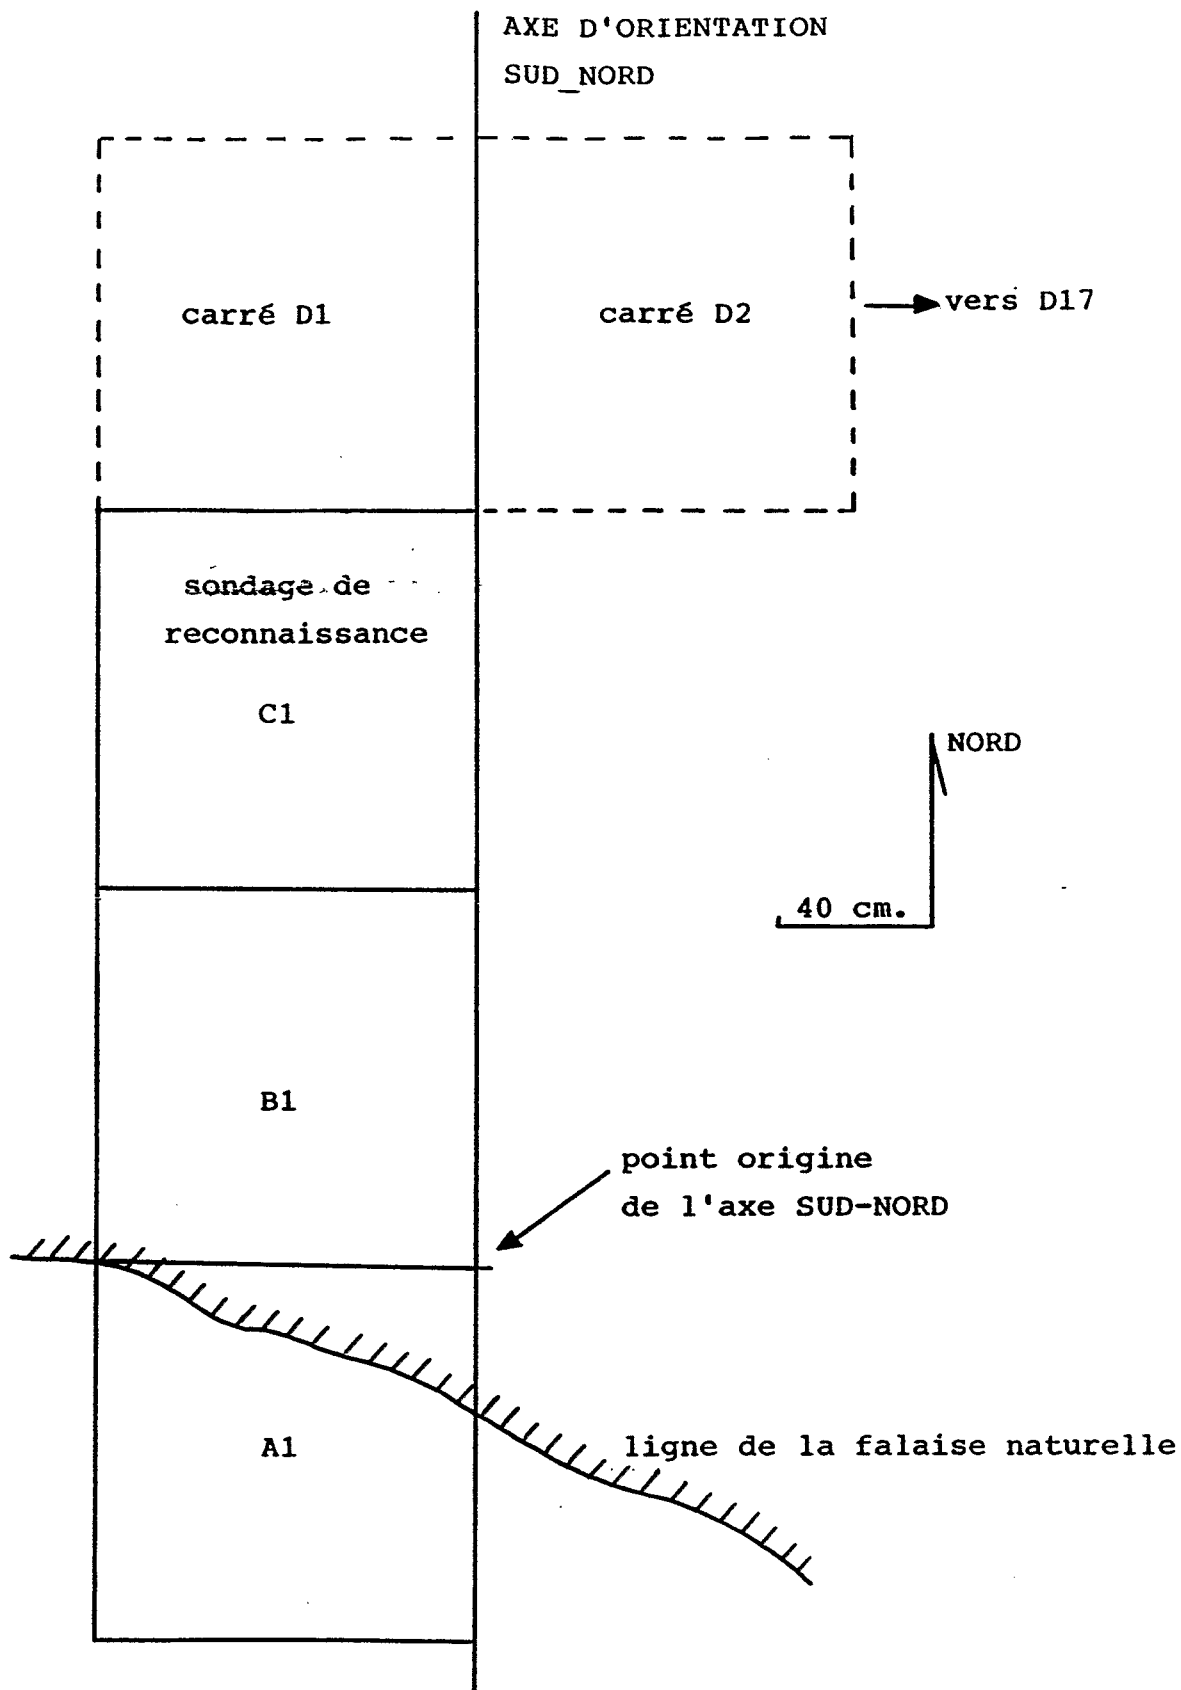 AXE D'ORIENTATION
SUD_NORD
carré D1
carré D2
vers D17
sondage de
reconnaissance
C1
NORD
40 cm.
B1
point origine
de l'axe SUD-NORD
A1
ligne de la falaise naturelle